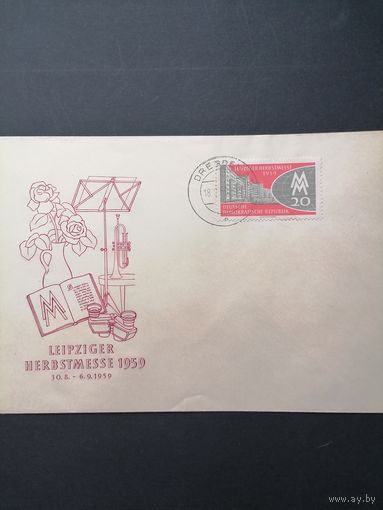 DRESDEN
18
LEIPZIGER HERBSTMESSE
1959
MM
20
DEUTSCHE
DEMOKRATISCHE REPUBLIK
M
LEIPZIGER
HERBSTMESSE 1959
30.8. - 6.9.1959
www.ay.by